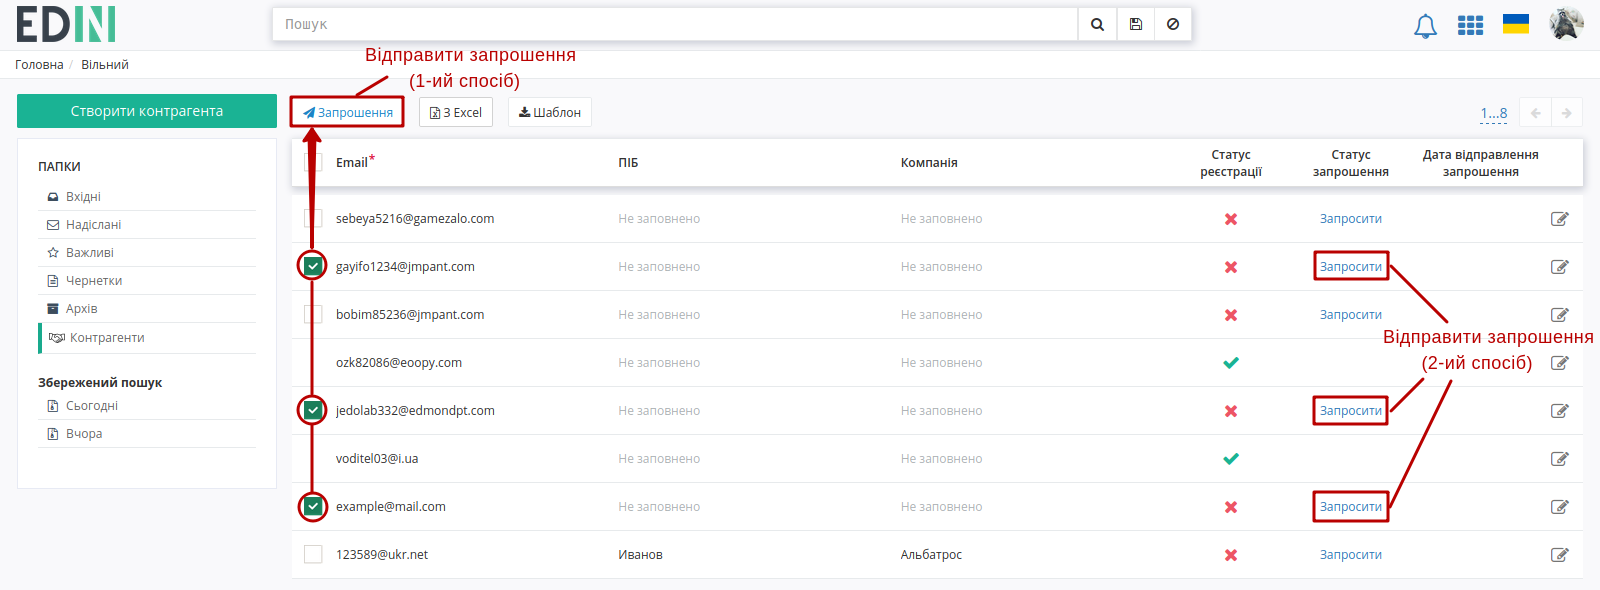 EDIN
Пошук
Відправити запрошення
(1-ий спосіб)
Головна / Вільний
Створити контрагента
Запрошення
З Excel
Шаблон
1...8
ПАПКИ
Вхідні
Надіслані
Важливі
Чернетки
Архів
Контрагенти
Збережений пошук
Сьогодні
Вчора
Email* ПІБ Компанія Статус реєстрації Статус запрошення Дата відправлення запрошення
sebeya5216@gamezalo.com Не заповнено Не заповнено Запросити
gayifo1234@jmpant.com Не заповнено Не заповнено Запросити
bobim85236@jmpant.com Не заповнено Не заповнено Запросити
Відправити запрошення
(2-ий спосіб)
ozk82086@eoopy.com Не заповнено Не заповнено
jedolab332@edmondpt.com Не заповнено Не заповнено Запросити
voditel03@i.ua Не заповнено Не заповнено
example@mail.com Не заповнено Не заповнено Запросити
123589@ukr.net Иванов Альбатрос Запросити